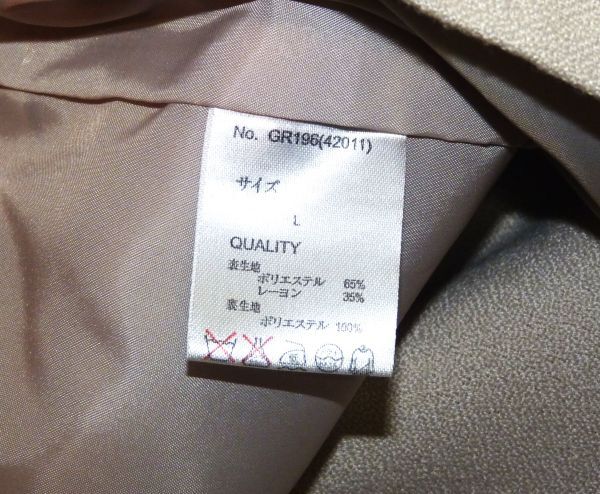 No. GR196(42011)
サイズ
L
QUALITY
表生地
ポリエステル 65%
レーヨン 35%
裏生地
ポリエステル 100%